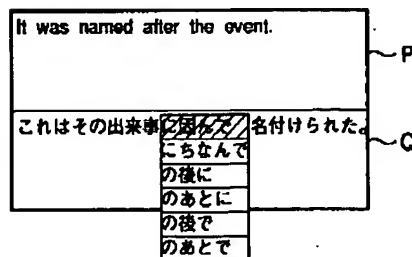 It was named after the event.
P
これはその出来事に因んで名付けられた。
Q
にちなんで
の後に
のあとに
の後で
のあとで